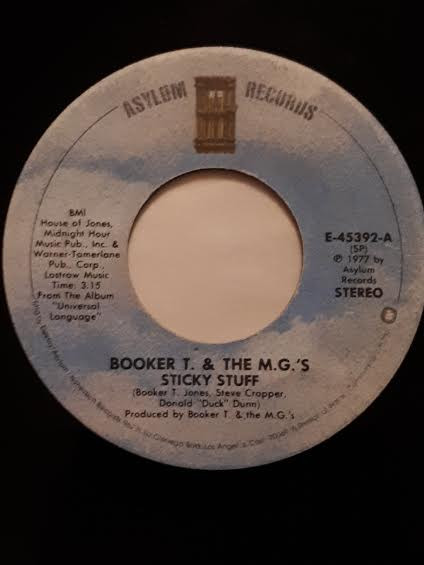 ASYLUM RECORDS
BMI
House of Jones,
Midnight Hour
Music Pub., Inc. &
Warner-Tamerlane
Pub., Corp.,
Lostrow Music
Time: 3.15
From The Album
"Universal
Language"
E-45392-A
(SP)
℗ 1977 by
Asylum
Records
STEREO
BOOKER T. & THE M.G.'S
STICKY STUFF
(Booker T. Jones, Steve Cropper,
Donald "Duck" Dunn)
Produced by Booker T. & the M.G.'s